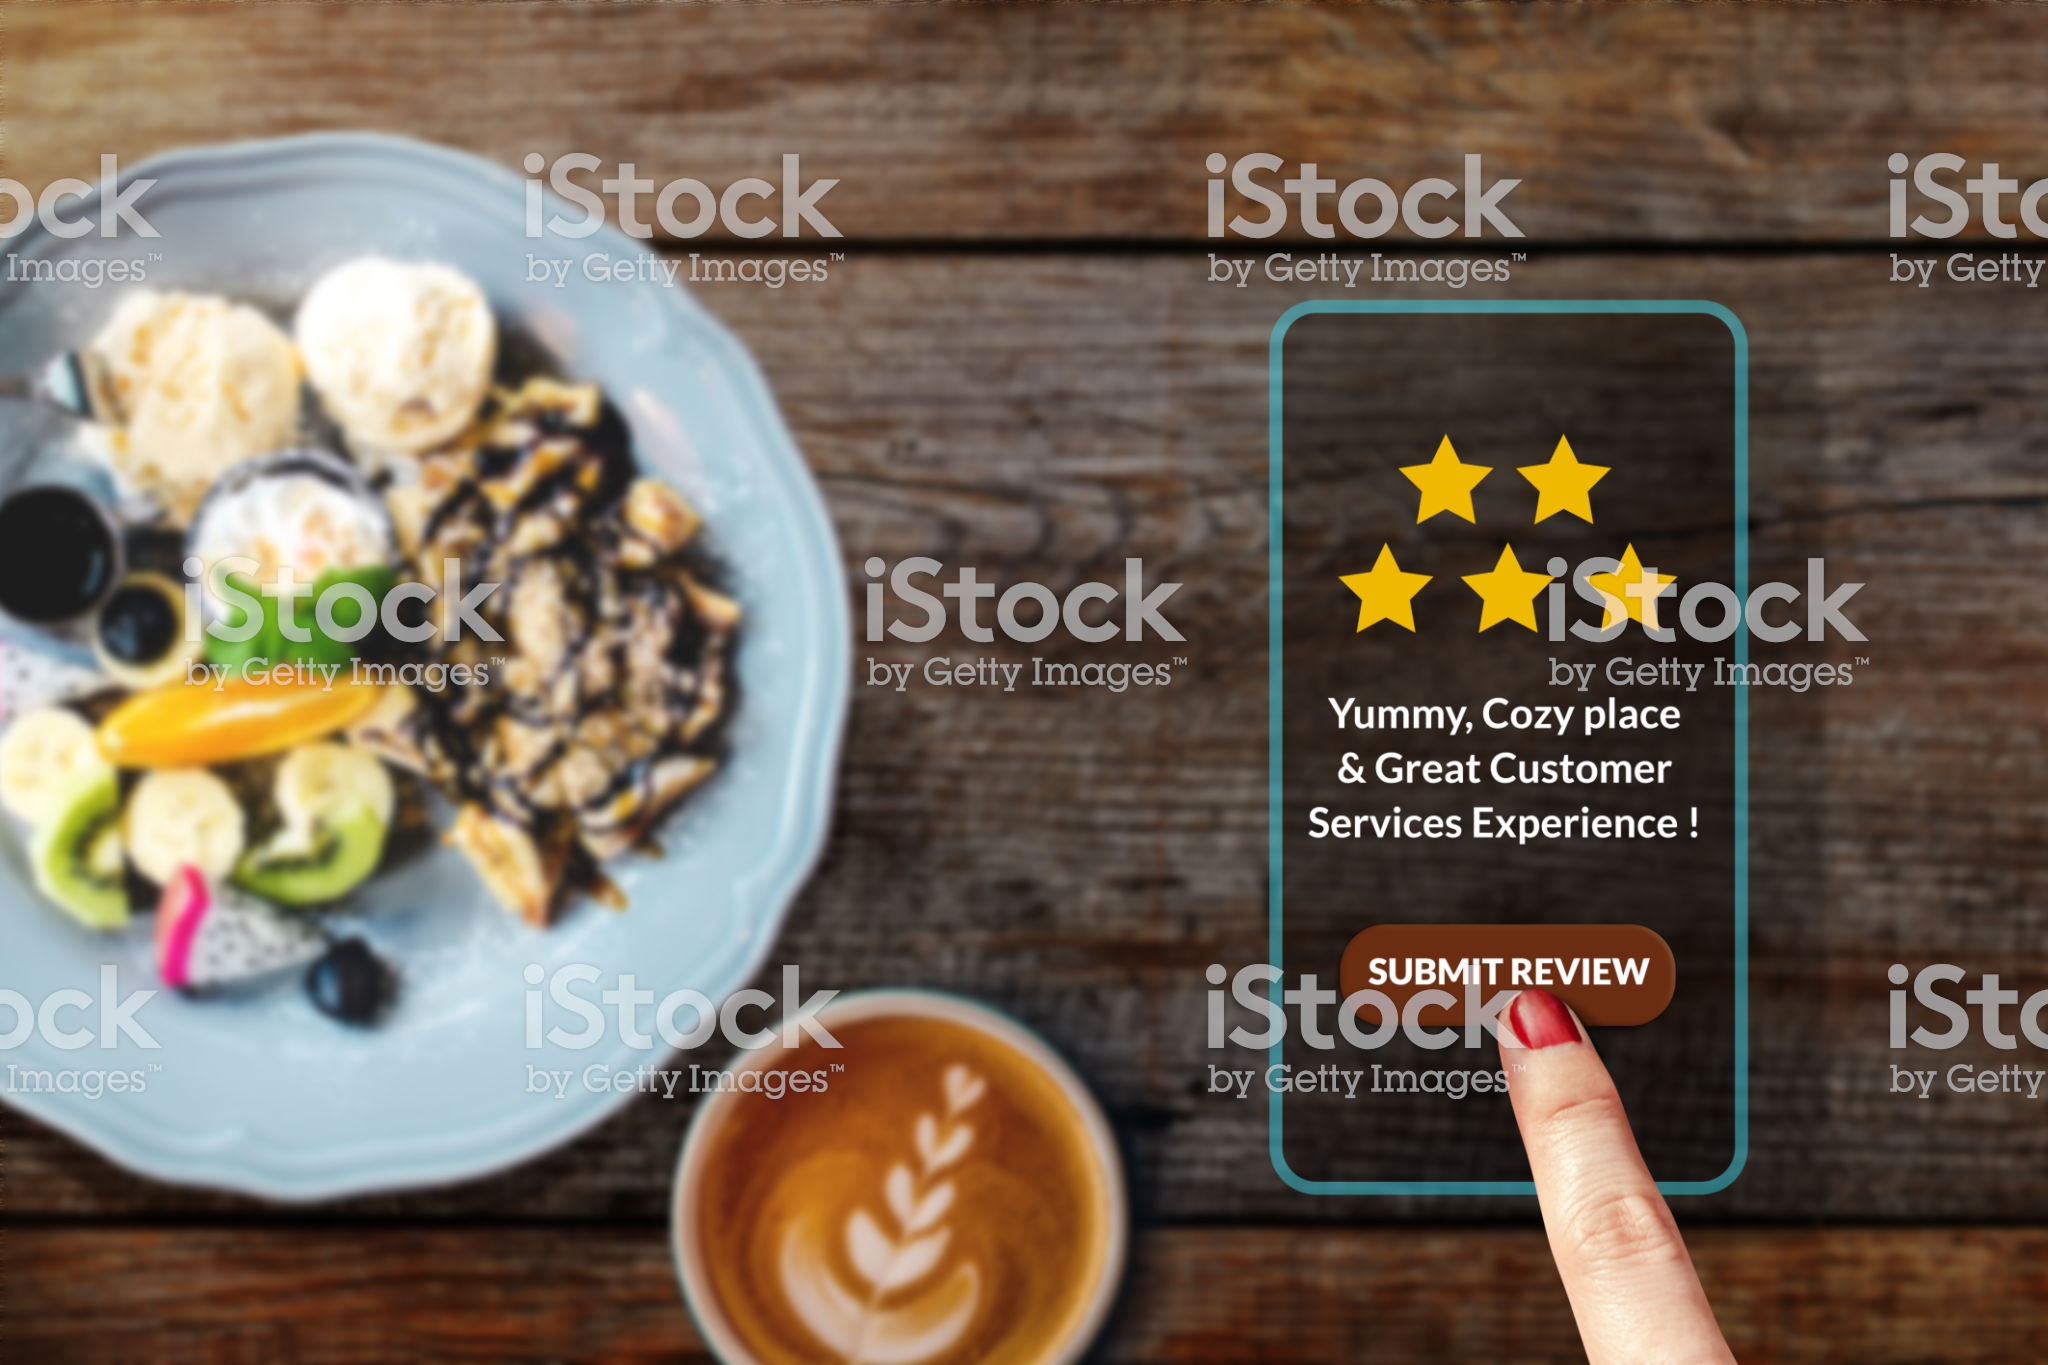 ock
Images™
iStock
by Getty Images™
iStock
by Getty Images™
iSto
by Getty
iStock
by Getty Images™
iStock
by Getty Images™
iStock
by Getty Images™
Yummy, Cozy place
& Great Customer
Services Experience !
SUBMIT REVIEW
ock
Images™
iStock
by Getty Images™
iStock
by Getty Images™
iSto
by Getty